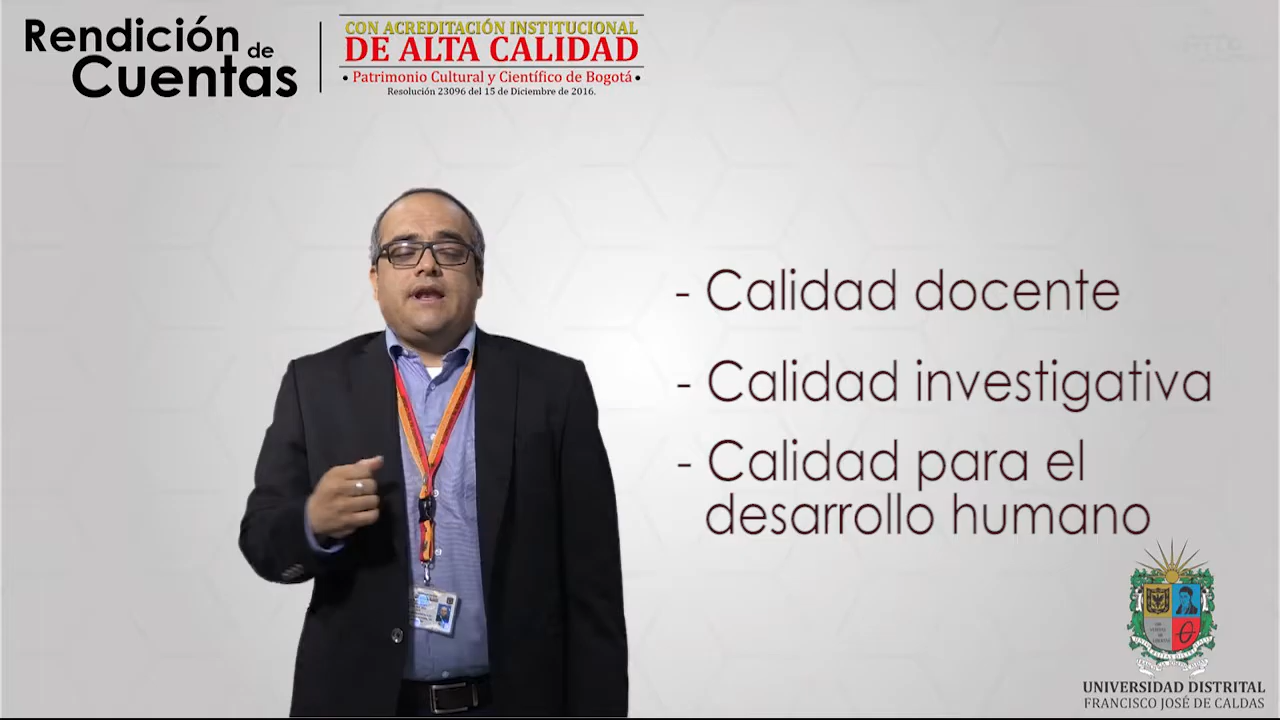 Rendición de
Cuentas
CON ACREDITACIÓN INSTITUCIONAL
DE ALTA CALIDAD
• Patrimonio Cultural y Científico de Bogotá •
Resolución 23096 del 15 de Diciembre de 2016.
- Calidad docente
- Calidad investigativa
- Calidad para el
desarrollo humano
UNIVERSIDAD DISTRITAL
FRANCISCO JOSÉ DE CALDAS